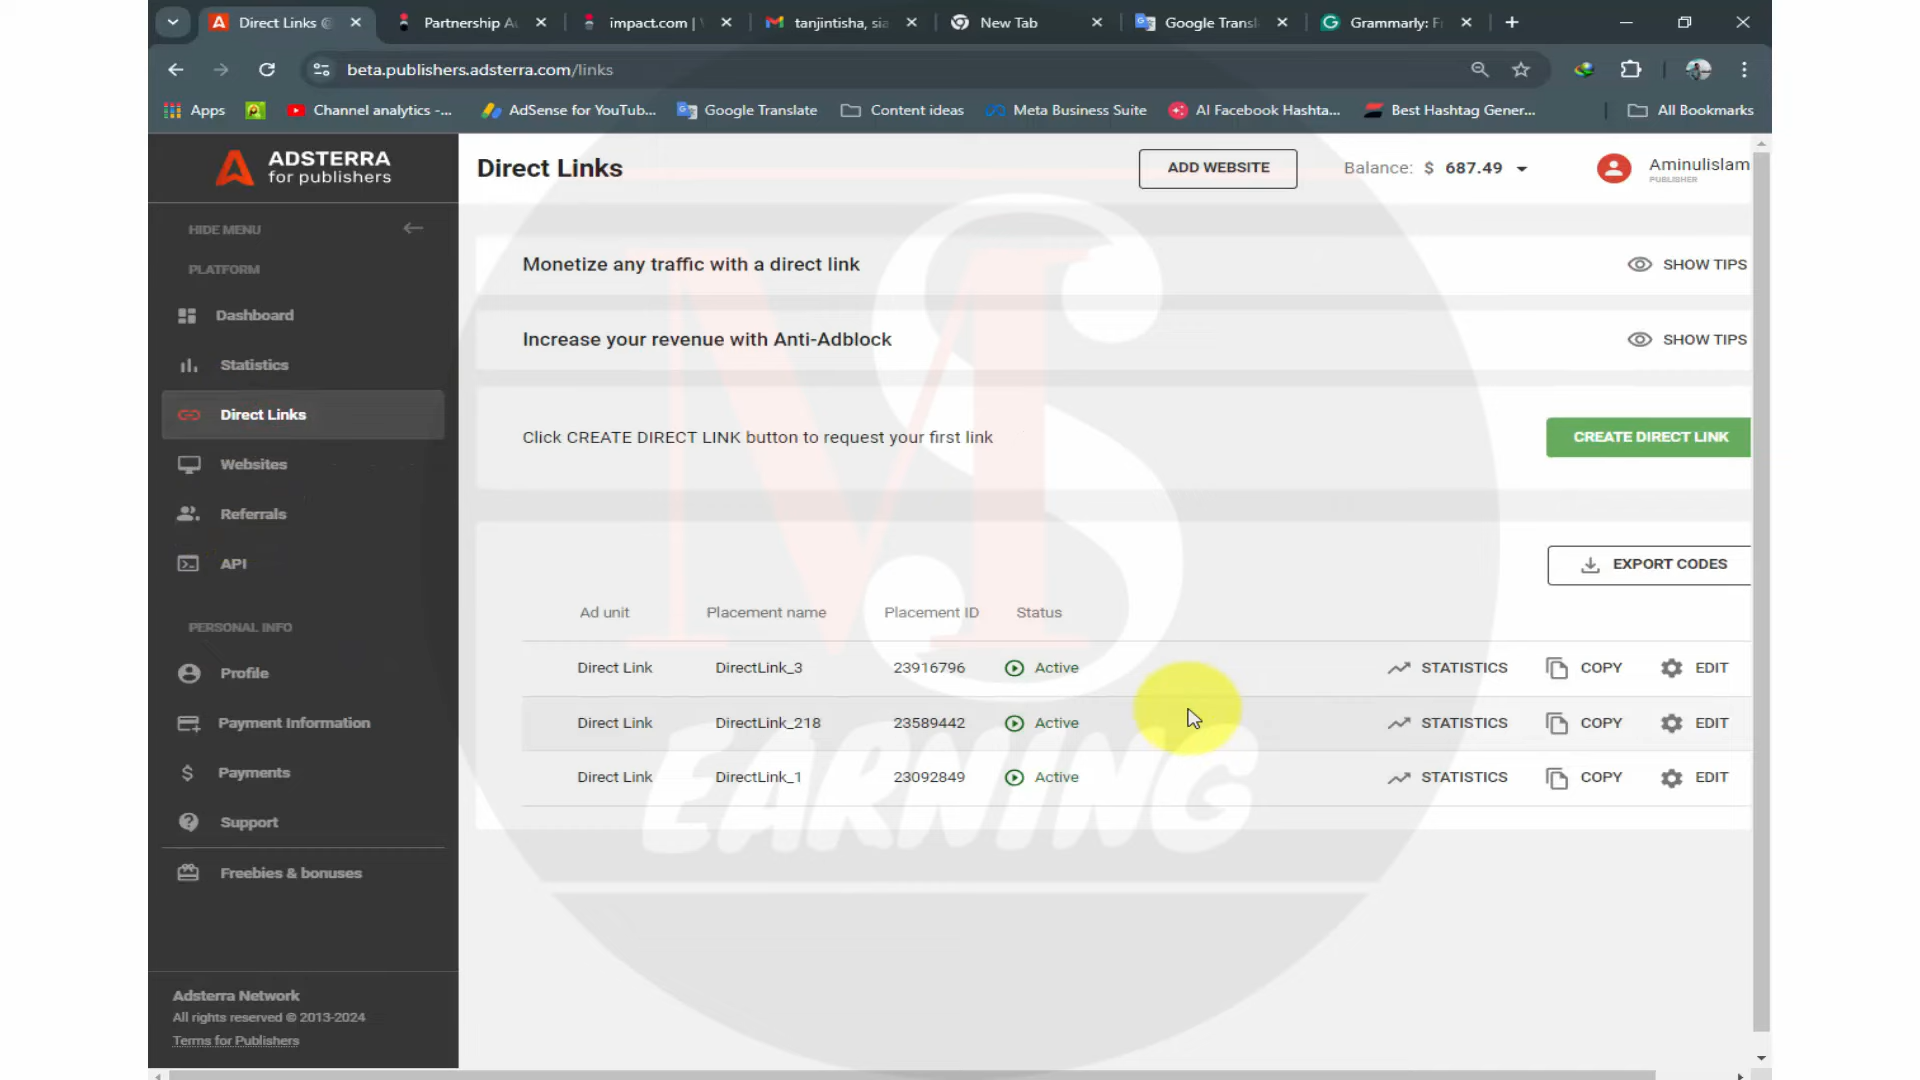 Direct Links @
Partnership A
impact.com |
tanjintisha, sia
New Tab
Google Transl
Grammarly: F
beta.publishers.adsterra.com/links
Apps
Channel analytics -...
AdSense for YouTub...
Google Translate
Content ideas
Meta Business Suite
AI Facebook Hashta...
Best Hashtag Gener...
All Bookmarks
ADSTERRA
for publishers
Direct Links
ADD WEBSITE
Balance: $ 687.49
Aminulislam
PUBLISHER
HIDE MENU
PLATFORM
Dashboard
Statistics
Direct Links
Websites
Referrals
API
PERSONAL INFO
Profile
Payment Information
Payments
Support
Freebies & bonuses
Adsterra Network
All rights reserved © 2013-2024
Terms for Publishers
Monetize any traffic with a direct link
SHOW TIPS
Increase your revenue with Anti-Adblock
SHOW TIPS
Click CREATE DIRECT LINK button to request your first link
CREATE DIRECT LINK
EXPORT CODES
Ad unit Placement name Placement ID Status
Direct Link DirectLink_3 23916796 Active STATISTICS COPY EDIT
Direct Link DirectLink_218 23589442 Active STATISTICS COPY EDIT
Direct Link DirectLink_1 23092849 Active STATISTICS COPY EDIT
MS
EARNING